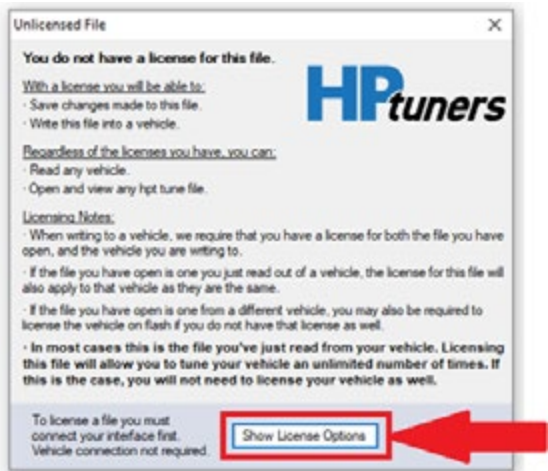 Unlicensed File
You do not have a license for this file.
HPtuners
With a license you will be able to:
· Save changes made to this file.
· Write this file into a vehicle.
Regardless of the licenses you have, you can:
· Read any vehicle.
· Open and view any hpt tune file.
Licensing Notes:
· When writing to a vehicle, we require that you have a license for both the file you have
open, and the vehicle you are writing to.
· If the file you have open is one you just read out of a vehicle, the license for this file will
also apply to that vehicle as they are the same.
· If the file you have open is one from a different vehicle, you may also be required to
license the vehicle on flash if you do not have that license as well.
· In most cases this is the file you've just read from your vehicle. Licensing
this file will allow you to tune your vehicle an unlimited number of times. If
this is the case, you will not need to license your vehicle as well.
To license a file you must
connect your interface first.
Vehicle connection not required.
Show License Options